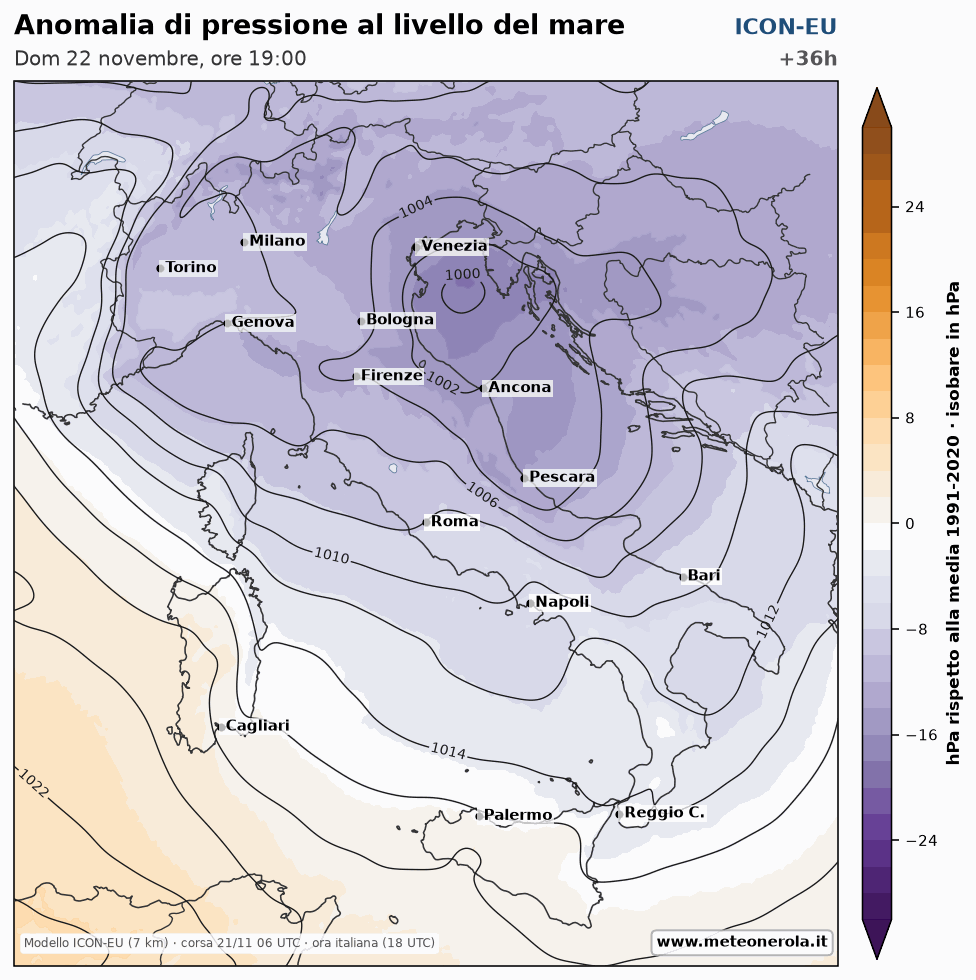 Anomalia di pressione al livello del mare
ICON-EU
Dom 22 novembre, ore 19:00
+36h
1004
Milano
Venezia
Torino
1000
Genova
Bologna
Firenze
1002
Ancona
Pescara
1006
Roma
1010
Bari
Napoli
1012
Cagliari
1014
1022
Palermo
Reggio C.
24
16
8
0
−8
−16
−24
hPa rispetto alla media 1991-2020 · isobare in hPa
Modello ICON-EU (7 km) · corsa 21/11 06 UTC · ora italiana (18 UTC)
www.meteonerola.it